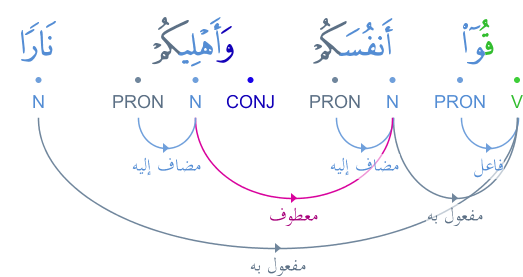 قُوٓا۟ أَنفُسَكُمْ وَأَهْلِيكُمْ نَارًا
V PRON N PRON CONJ N PRON N
فاعل مضاف إليه مضاف إليه
مفعول به معطوف
مفعول به